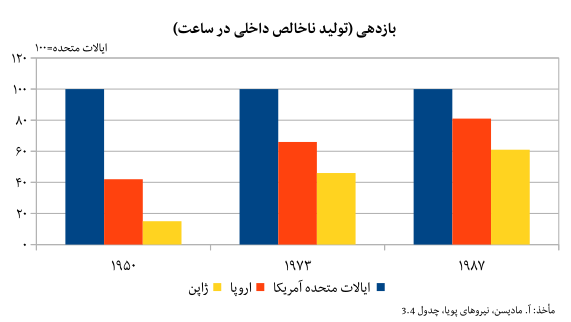 بازدهی (تولید ناخالص داخلی در ساعت)
ایالات متحده=۱۰۰
۱۲۰
۱۰۰
۸۰
۶۰
۴۰
۲۰
۰
۱۹۵۰ ۱۹۷۳ ۱۹۸۷
ایالات متحده آمریکا اروپا ژاپن
مأخذ: آ. مادیسن، نیروهای پویا، جدول 3.4